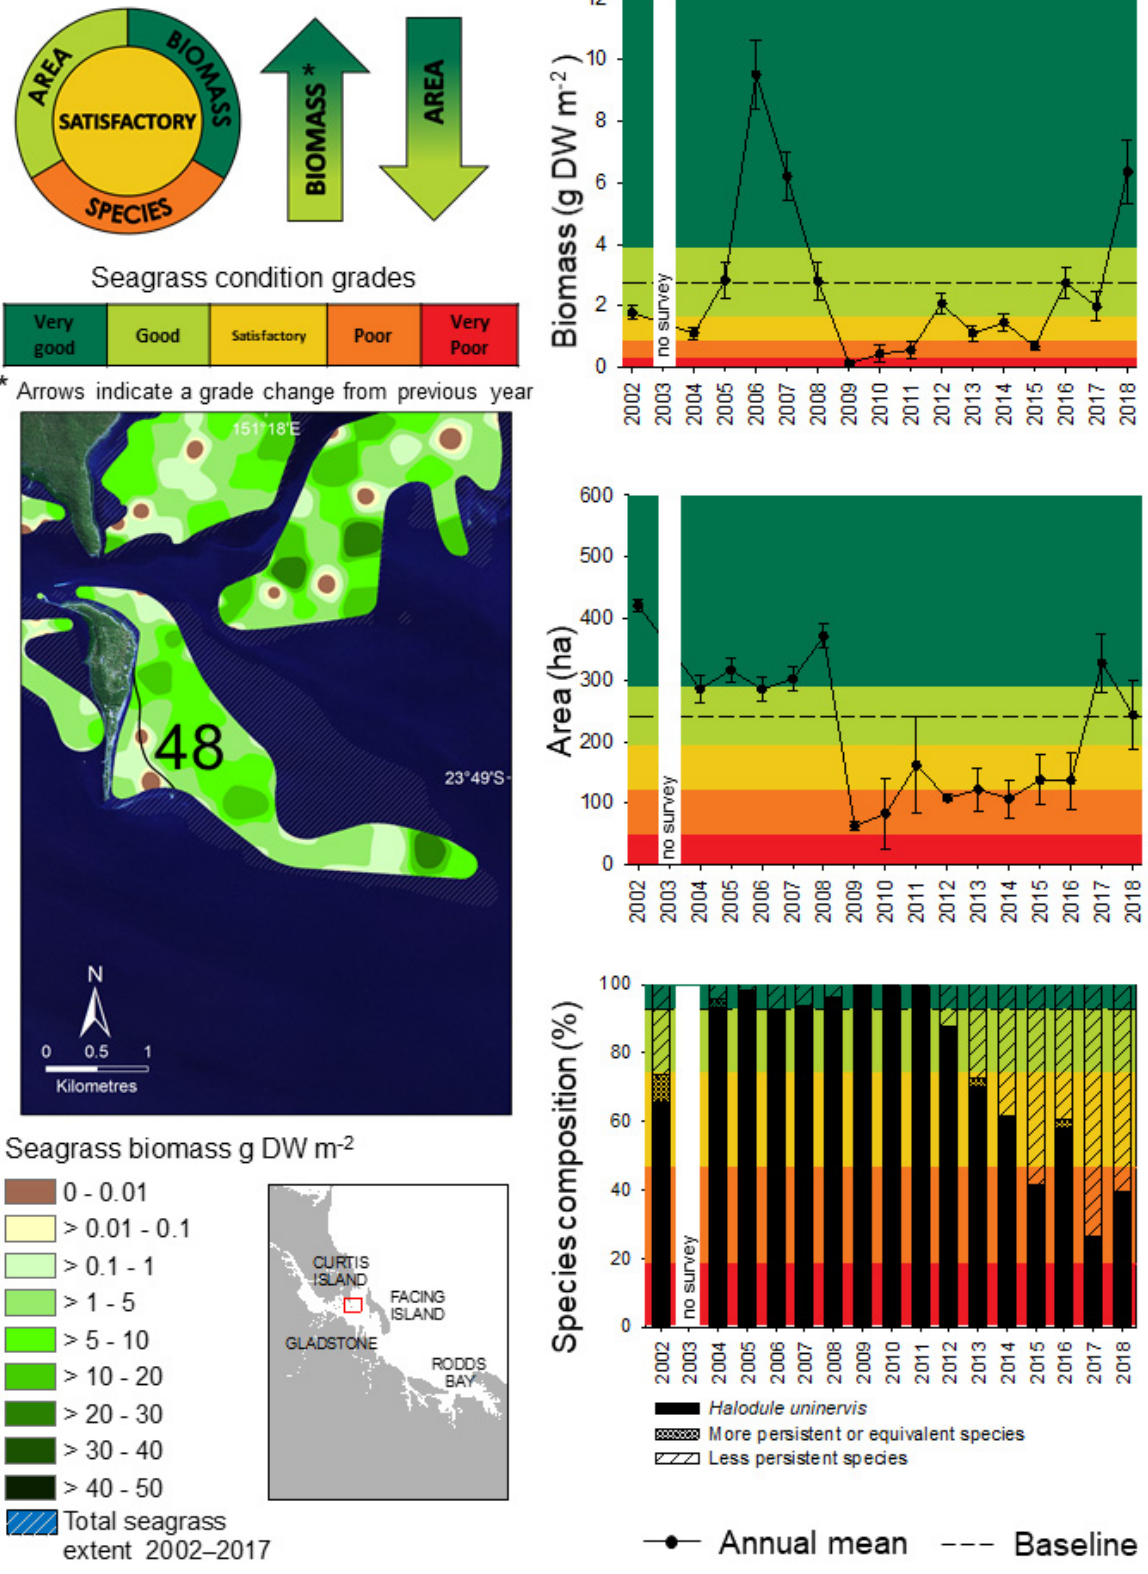 AREA
BIOMASS
SATISFACTORY
SPECIES
BIOMASS *
AREA
Seagrass condition grades
Very good
Good
Satisfactory
Poor
Very Poor
* Arrows indicate a grade change from previous year
151°18'E
48
23°49'S
N
0 0.5 1
Kilometres
Seagrass biomass g DW m-2
0 - 0.01
> 0.01 - 0.1
> 0.1 - 1
> 1 - 5
> 5 - 10
> 10 - 20
> 20 - 30
> 30 - 40
> 40 - 50
Total seagrass
extent 2002–2017
CURTIS
ISLAND
FACING
ISLAND
GLADSTONE
RODDS
BAY
Biomass (g DW m-2)
12
10
8
6
4
2
0
no survey
2002 2003 2004 2005 2006 2007 2008 2009 2010 2011 2012 2013 2014 2015 2016 2017 2018
Area (ha)
600
500
400
300
200
100
0
no survey
2002 2003 2004 2005 2006 2007 2008 2009 2010 2011 2012 2013 2014 2015 2016 2017 2018
Species composition (%)
100
80
60
40
20
0
no survey
2002 2003 2004 2005 2006 2007 2008 2009 2010 2011 2012 2013 2014 2015 2016 2017 2018
Halodule uninervis
More persistent or equivalent species
Less persistent species
Annual mean
Baseline